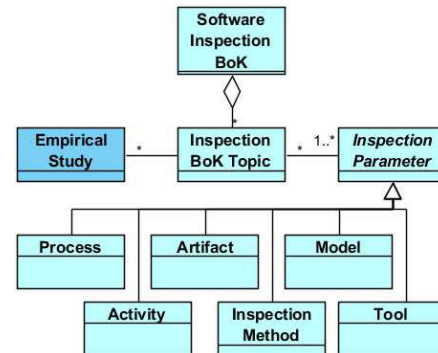 Software
Inspection
BoK
*
Empirical
Study
*
Inspection
BoK Topic
*
1..*
Inspection
Parameter
Process
Artifact
Model
Activity
Inspection
Method
Tool